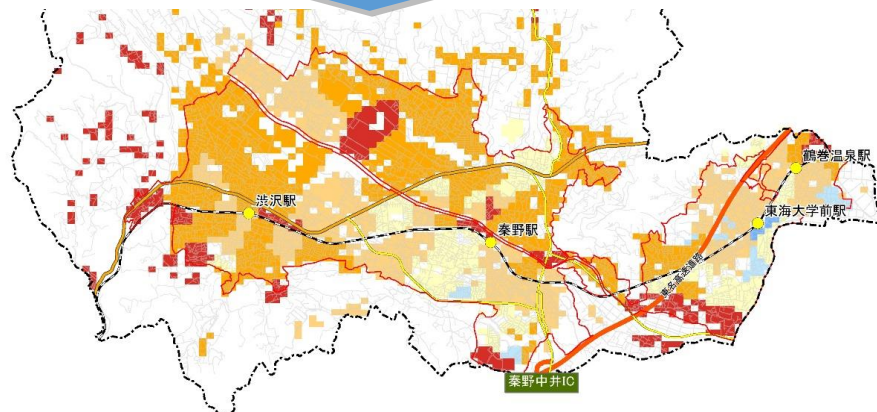 鶴巻温泉駅
渋沢駅
東海大学前駅
秦野駅
東名高速道路
秦野中井IC